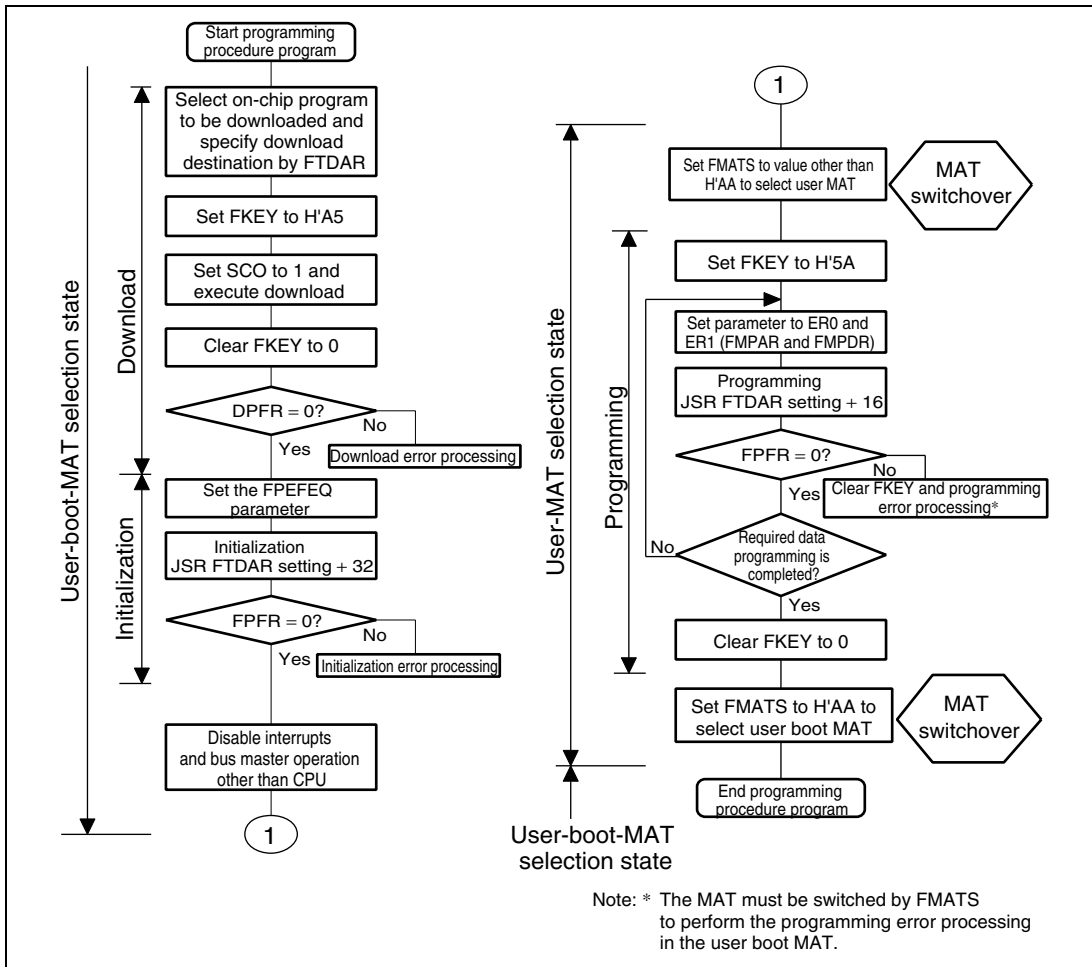 Start programming
procedure program
Select on-chip program
to be downloaded and
specify download
destination by FTDAR
Set FKEY to H'A5
Set SCO to 1 and
execute download
Clear FKEY to 0
DPFR = 0?
No
Yes
Download error processing
Set the FPEFEQ
parameter
Initialization
JSR FTDAR setting + 32
FPFR = 0?
No
Yes
Initialization error processing
Disable interrupts
and bus master operation
other than CPU
1
User-boot-MAT selection state
Download
Initialization
1
Set FMATS to value other than
H'AA to select user MAT
MAT
switchover
Set FKEY to H'5A
Set parameter to ER0 and
ER1 (FMPAR and FMPDR)
Programming
JSR FTDAR setting + 16
FPFR = 0?
No
Yes
Clear FKEY and programming
error processing*
Required data
programming is
completed?
No
Yes
Clear FKEY to 0
Set FMATS to H'AA to
select user boot MAT
MAT
switchover
End programming
procedure program
User-MAT selection state
Programming
User-boot-MAT
selection state
Note: * The MAT must be switched by FMATS
to perform the programming error processing
in the user boot MAT.